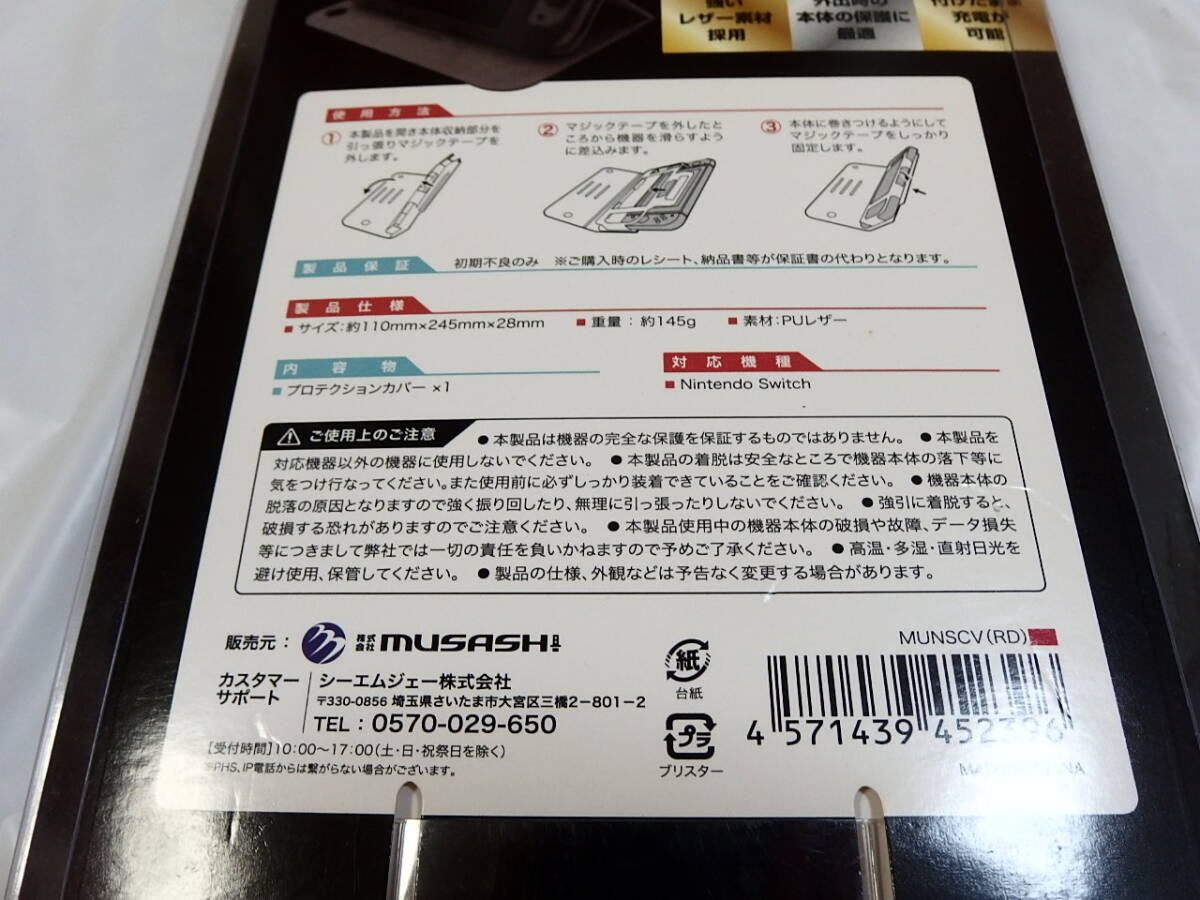 強い
レザー素材
採用
外出時の
本体の保護に
最適
付けたまま
充電が
可能
使用方法
① 本製品を開き本体収納部分を
引っ張りマジックテープを
外します。
② マジックテープを外したと
ころから機器を滑らすよう
に差込みます。
③ 本体に巻きつけるようにして
マジックテープをしっかり
固定します。
製品保証 初期不良のみ ※ご購入時のレシート、納品書等が保証書の代わりとなります。
製品仕様
■ サイズ:約110mm×245mm×28mm ■ 重量：約145g ■ 素材:PUレザー
内容物
■ プロテクションカバー ×1
対応機種
■ Nintendo Switch
ご使用上のご注意 ●本製品は機器の完全な保護を保証するものではありません。 ●本製品を
対応機器以外の機器に使用しないでください。 ●本製品の着脱は安全なところで機器本体の落下等に
気をつけ行なってください。また使用前に必ずしっかり装着できていることをご確認ください。 ●機器本体の
脱落の原因となりますので強く振り回したり、無理に引っ張ったりしないでください。 ●強引に着脱すると、
破損する恐れがありますのでご注意ください。 ●本製品使用中の機器本体の破損や故障、データ損失
等につきまして弊社では一切の責任を負いかねますので予めご了承ください。 ●高温・多湿・直射日光を
避け使用、保管してください。 ●製品の仕様、外観などは予告なく変更する場合があります。
販売元： 株式会社 MUSASHI
カスタマー
サポート
シーエムジェー株式会社
〒330-0856 埼玉県さいたま市大宮区三橋2-801-2
TEL：0570-029-650
【受付時間】10:00〜17:00(土・日・祝祭日を除く)
※PHS、IP電話からは繋がらない場合がございます。
紙
台紙
プラ
ブリスター
MUNSCV(RD)
4 571439 452396